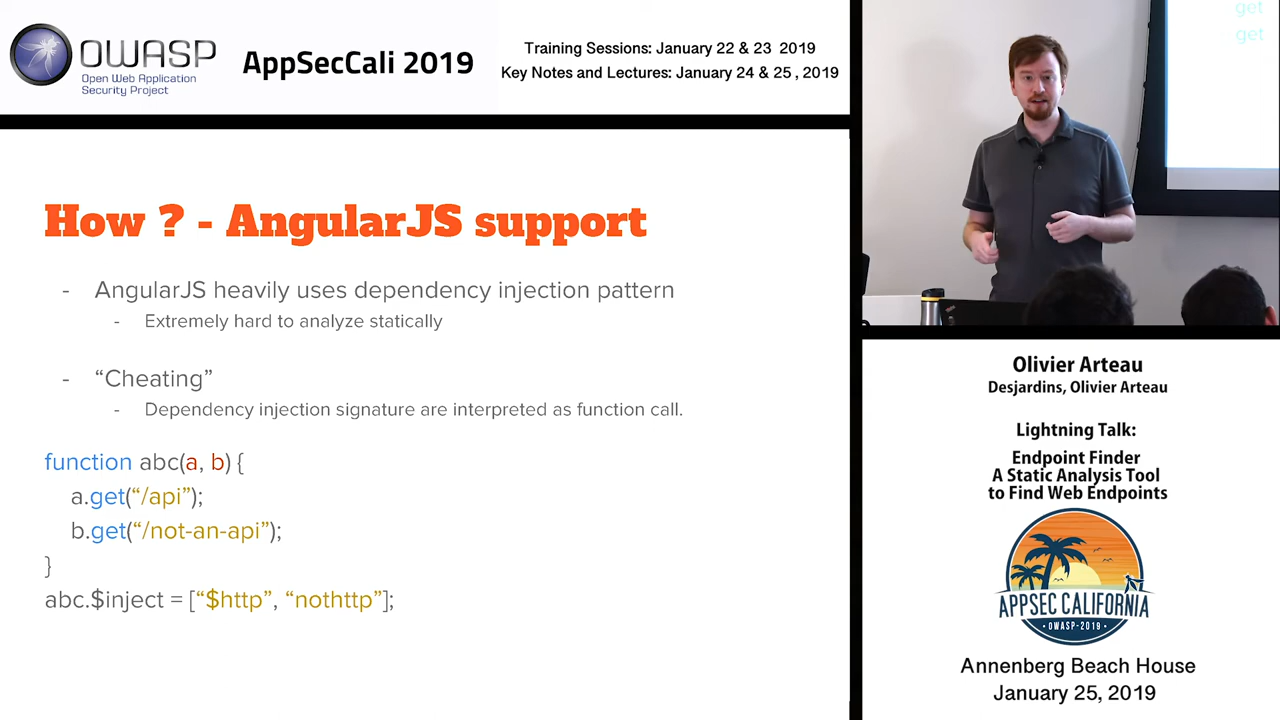 OWASP
Open Web Application
Security Project
AppSecCali 2019
Training Sessions: January 22 & 23 2019
Key Notes and Lectures: January 24 & 25 , 2019
How ? - AngularJS support
- AngularJS heavily uses dependency injection pattern
- Extremely hard to analyze statically
- “Cheating”
- Dependency injection signature are interpreted as function call.
function abc(a, b) {
a.get(“/api”);
b.get(“/not-an-api”);
}
abc.$inject = [“$http”, “nothttp”];
get
get
Olivier Arteau
Desjardins, Olivier Arteau
Lightning Talk:
Endpoint Finder
A Static Analysis Tool
to Find Web Endpoints
APPSEC CALIFORNIA
• OWASP-2019 •
Annenberg Beach House
January 25, 2019